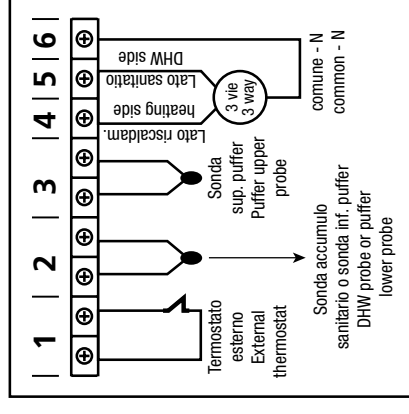 1
2
3
4
5
6
Lato riscaldam.
heating side
Lato sanitatio
DHW side
3 vie
3 way
Termostato
esterno
External
thermostat
Sonda accumulo
sanitario o sonda inf. puffer
DHW probe or puffer
lower probe
Sonda
sup. puffer
Puffer upper
probe
comune - N
common - N